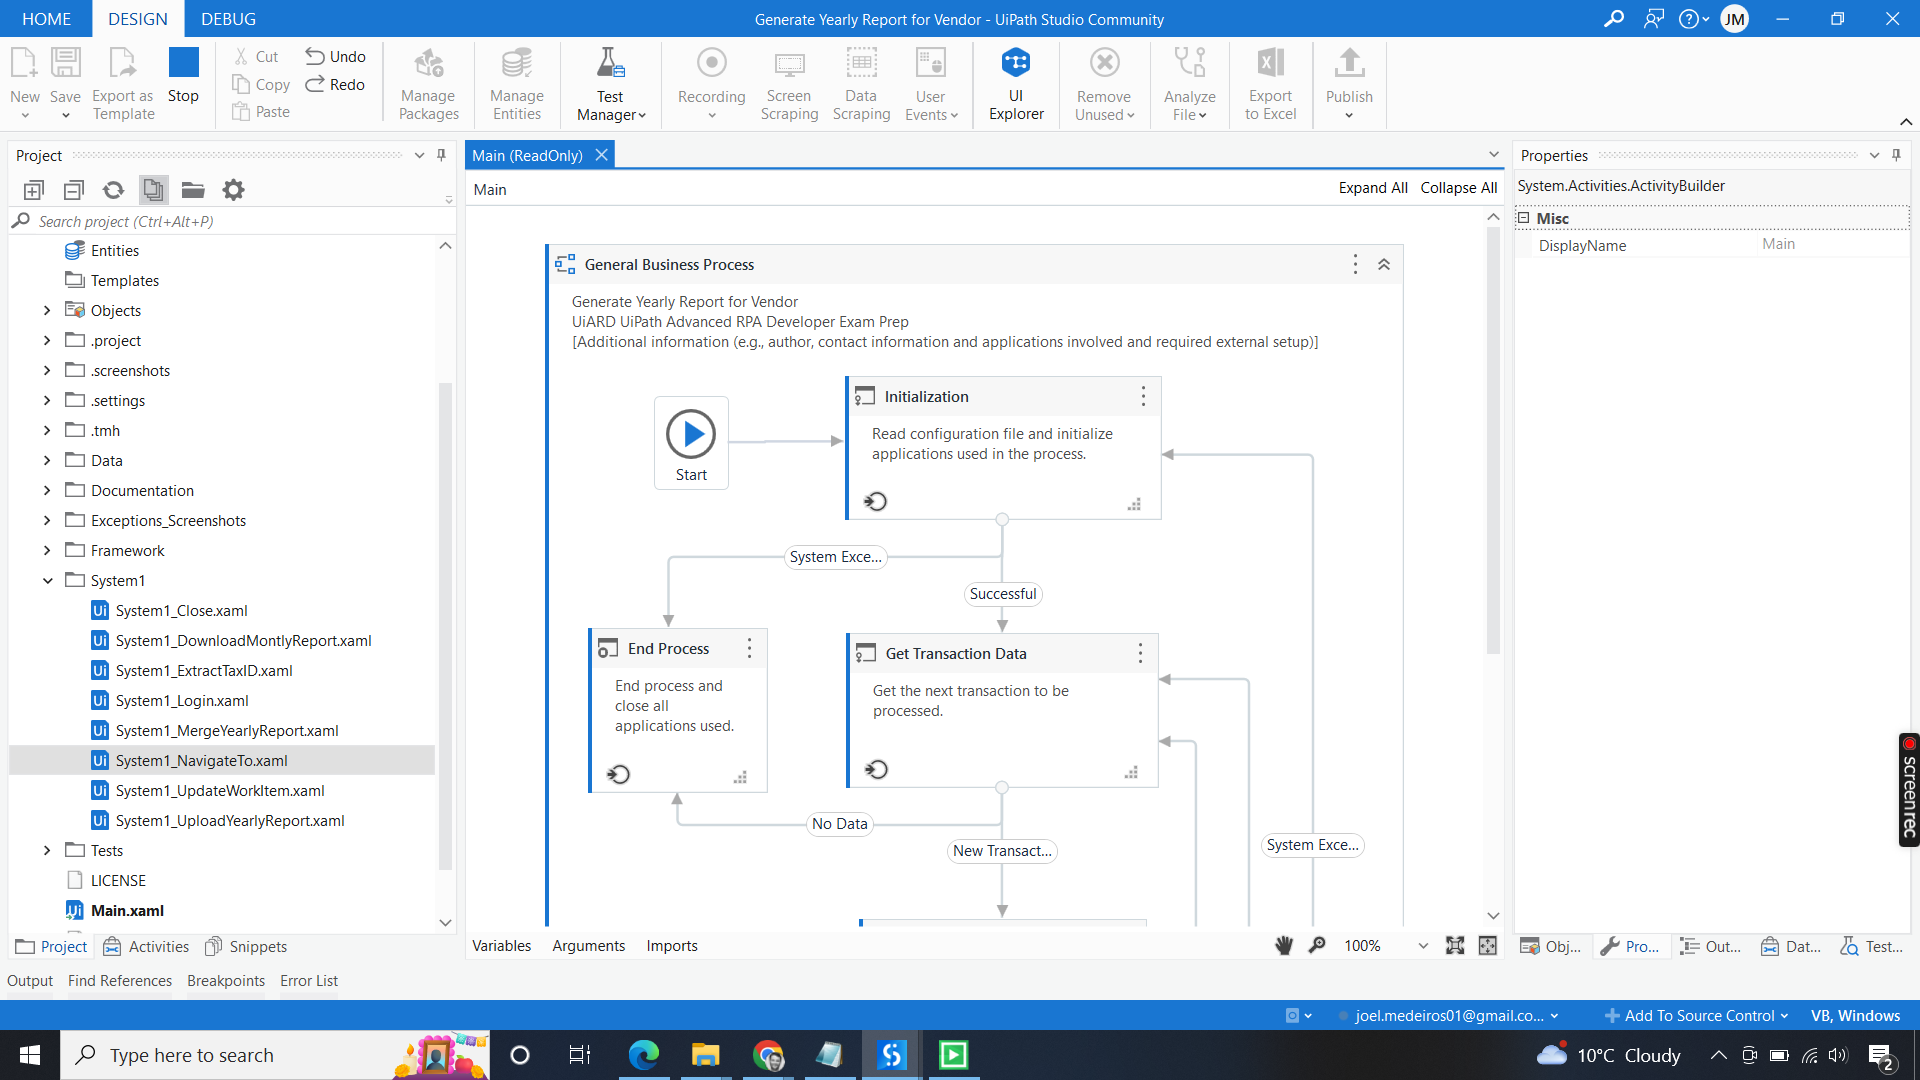 HOME DESIGN DEBUG Generate Yearly Report for Vendor - UiPath Studio Community JM
New
Save
Export as
Template
Stop
Cut
Copy
Paste
Undo
Redo
Manage
Packages
Manage
Entities
Test
Manager
Recording
Screen
Scraping
Data
Scraping
User
Events
UI
Explorer
Remove
Unused
Analyze
File
Export
to Excel
Publish
Project
Search project (Ctrl+Alt+P)
Entities
Templates
Objects
.project
.screenshots
.settings
.tmh
Data
Documentation
Exceptions_Screenshots
Framework
System1
System1_Close.xaml
System1_DownloadMontlyReport.xaml
System1_ExtractTaxID.xaml
System1_Login.xaml
System1_MergeYearlyReport.xaml
System1_NavigateTo.xaml
System1_UpdateWorkItem.xaml
System1_UploadYearlyReport.xaml
Tests
LICENSE
Main.xaml
Project Activities Snippets
Main (ReadOnly)
Main Expand All Collapse All
General Business Process
Generate Yearly Report for Vendor
UiARD UiPath Advanced RPA Developer Exam Prep
[Additional information (e.g., author, contact information and applications involved and required external setup)]
Start
Initialization
Read configuration file and initialize
applications used in the process.
System Exce...
Successful
End Process
End process and
close all
applications used.
Get Transaction Data
Get the next transaction to be
processed.
No Data
New Transact...
System Exce...
Variables Arguments Imports 100%
Properties
System.Activities.ActivityBuilder
Misc
DisplayName Main
Obj... Pro... Out... Dat... Test...
screenrec
Output Find References Breakpoints Error List
joel.medeiros01@gmail.co... Add To Source Control VB, Windows
Type here to search 10°C Cloudy 2